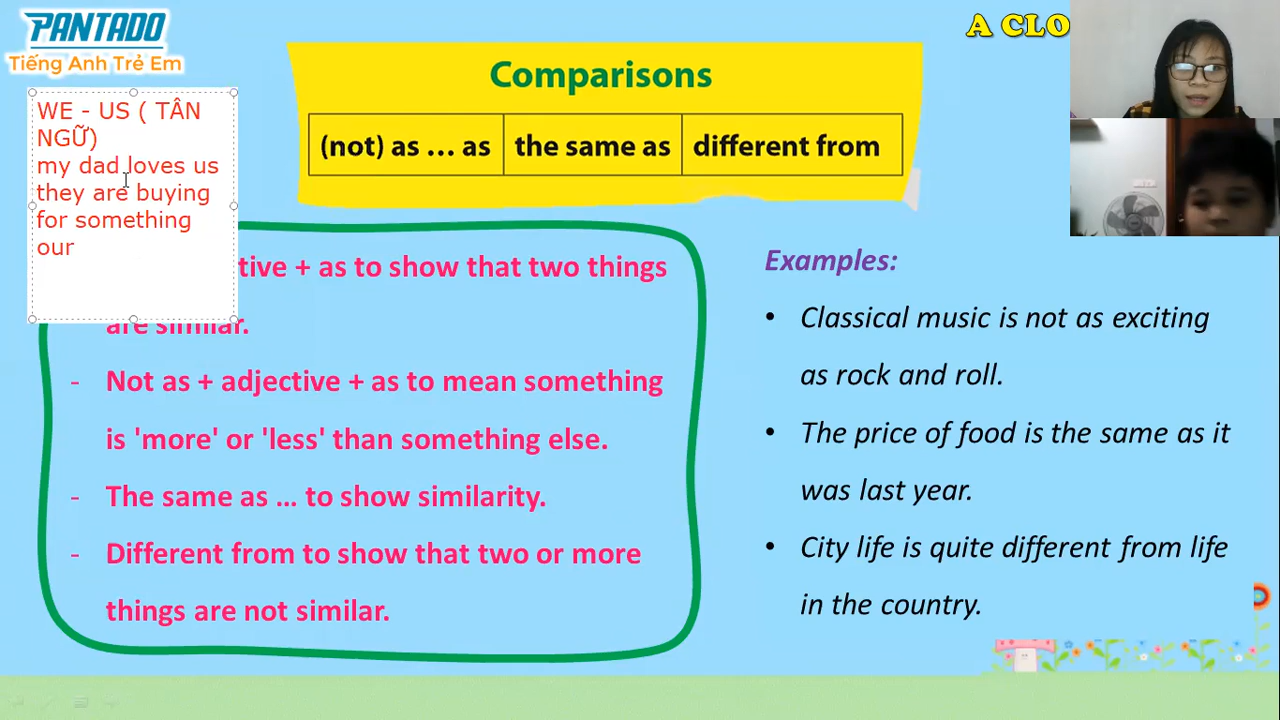 PANTADO
Tiếng Anh Trẻ Em
A CLO
WE - US ( TÂN
NGỮ)
my dad loves us
they are buying
for something
our
Comparisons
(not) as … as
the same as
different from
tive + as to show that two things
are similar.
- Not as + adjective + as to mean something
is 'more' or 'less' than something else.
- The same as … to show similarity.
- Different from to show that two or more
things are not similar.
Examples:
• Classical music is not as exciting
as rock and roll.
• The price of food is the same as it
was last year.
• City life is quite different from life
in the country.